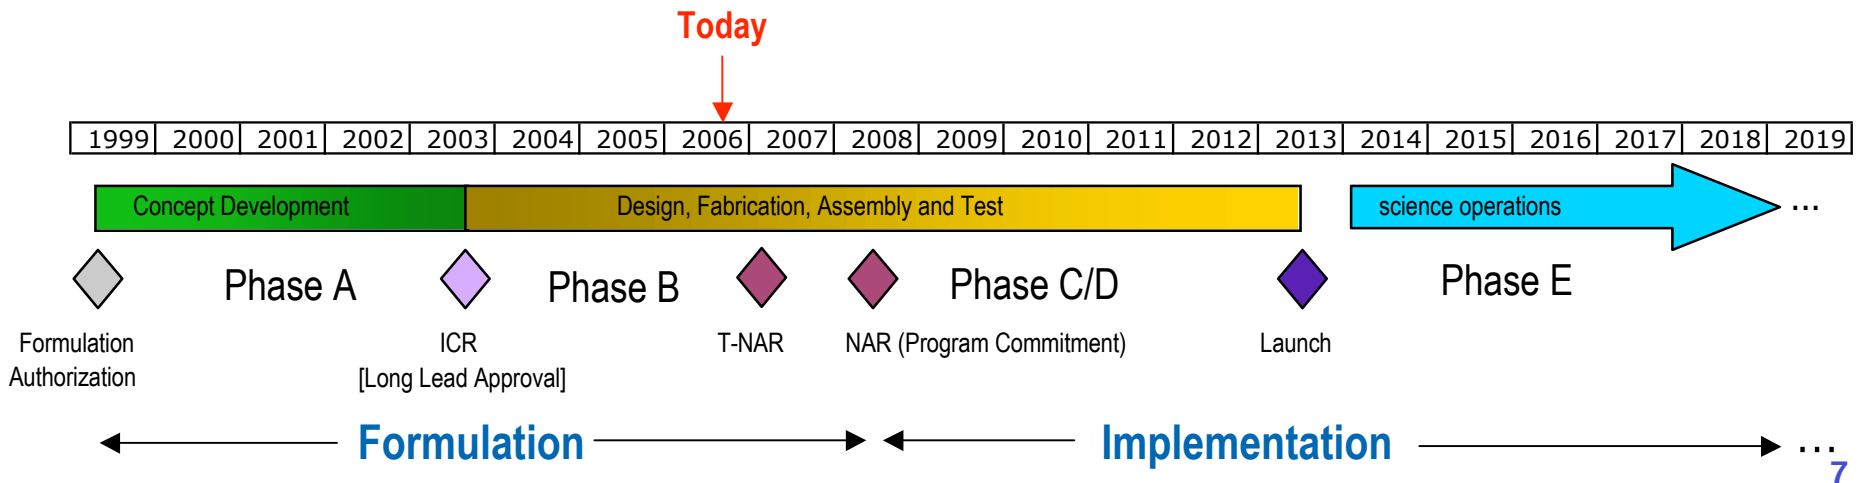 Today
1999 2000 2001 2002 2003 2004 2005 2006 2007 2008 2009 2010 2011 2012 2013 2014 2015 2016 2017 2018 2019
Concept Development Design, Fabrication, Assembly and Test science operations ...
Phase A Phase B Phase C/D Phase E
Formulation Authorization
ICR
[Long Lead Approval]
T-NAR
NAR (Program Commitment)
Launch
Formulation Implementation ...
7